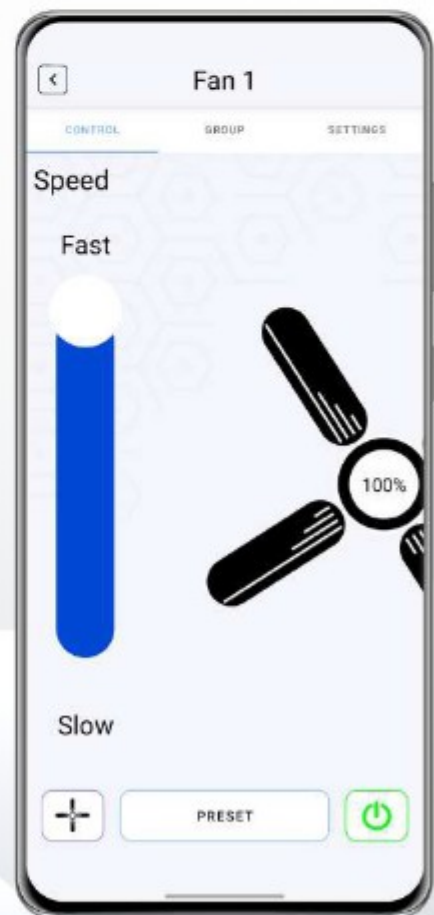 Fan 1
CONTROL GROUP SETTINGS
Speed
Fast
100%
Slow
PRESET